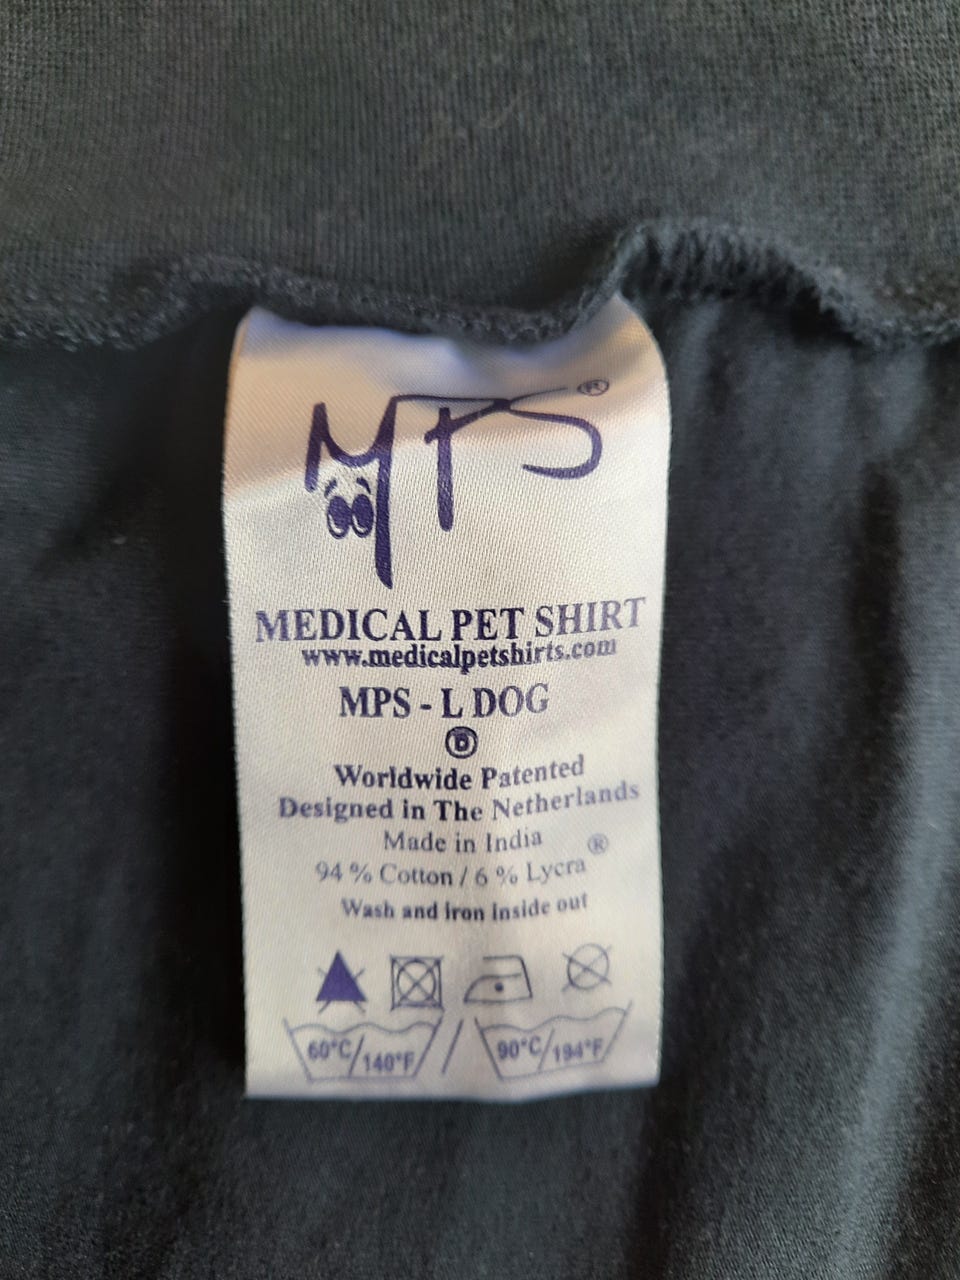 MPS®
MEDICAL PET SHIRT
www.medicalpetshirts.com
MPS - L DOG
D
Worldwide Patented
Designed in The Netherlands
Made in India
94 % Cotton / 6 % Lycra®
Wash and iron inside out
60°C/140°F / 90°C/194°F